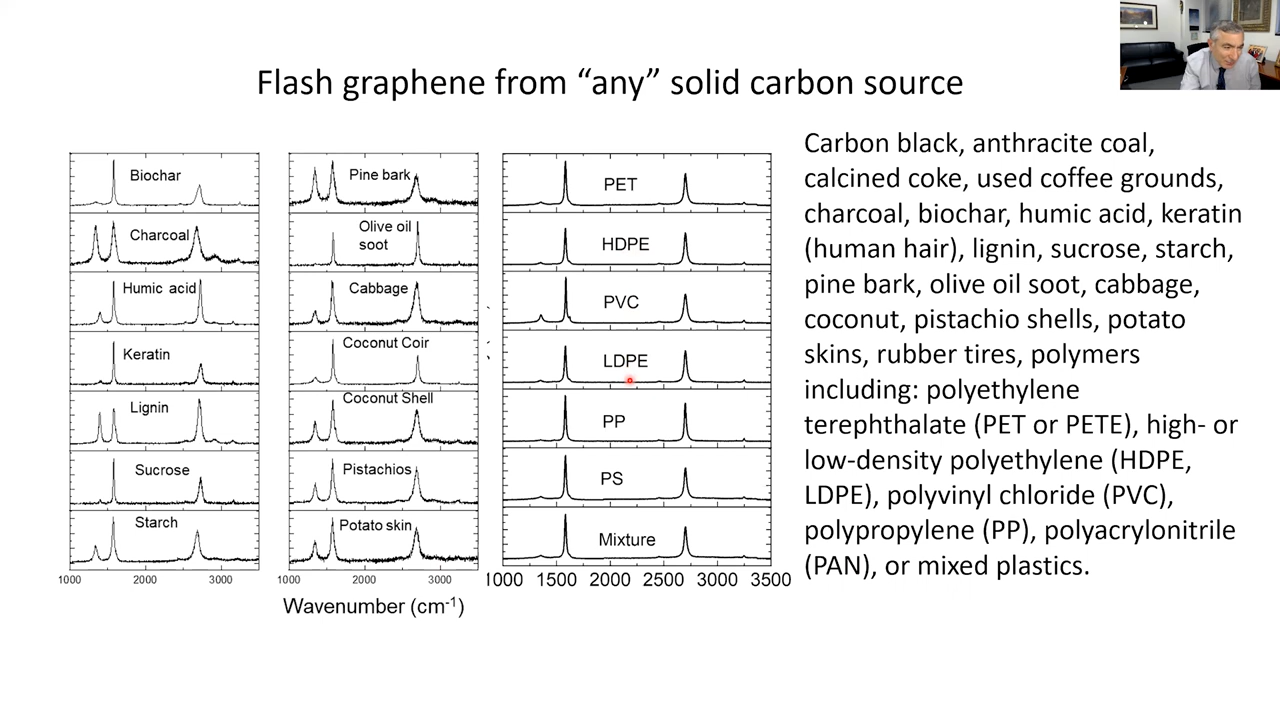 Flash graphene from “any” solid carbon source
Biochar
Charcoal
Humic acid
Keratin
Lignin
Sucrose
Starch
1000 2000 3000
Pine bark
Olive oil
soot
Cabbage
Coconut Coir
Coconut Shell
Pistachios
Potato skin
1000 2000 3000
PET
HDPE
PVC
LDPE
PP
PS
Mixture
1000 1500 2000 2500 3000 3500
Wavenumber (cm⁻¹)
Carbon black, anthracite coal,
calcined coke, used coffee grounds,
charcoal, biochar, humic acid, keratin
(human hair), lignin, sucrose, starch,
pine bark, olive oil soot, cabbage,
coconut, pistachio shells, potato
skins, rubber tires, polymers
including: polyethylene
terephthalate (PET or PETE), high- or
low-density polyethylene (HDPE,
LDPE), polyvinyl chloride (PVC),
polypropylene (PP), polyacrylonitrile
(PAN), or mixed plastics.